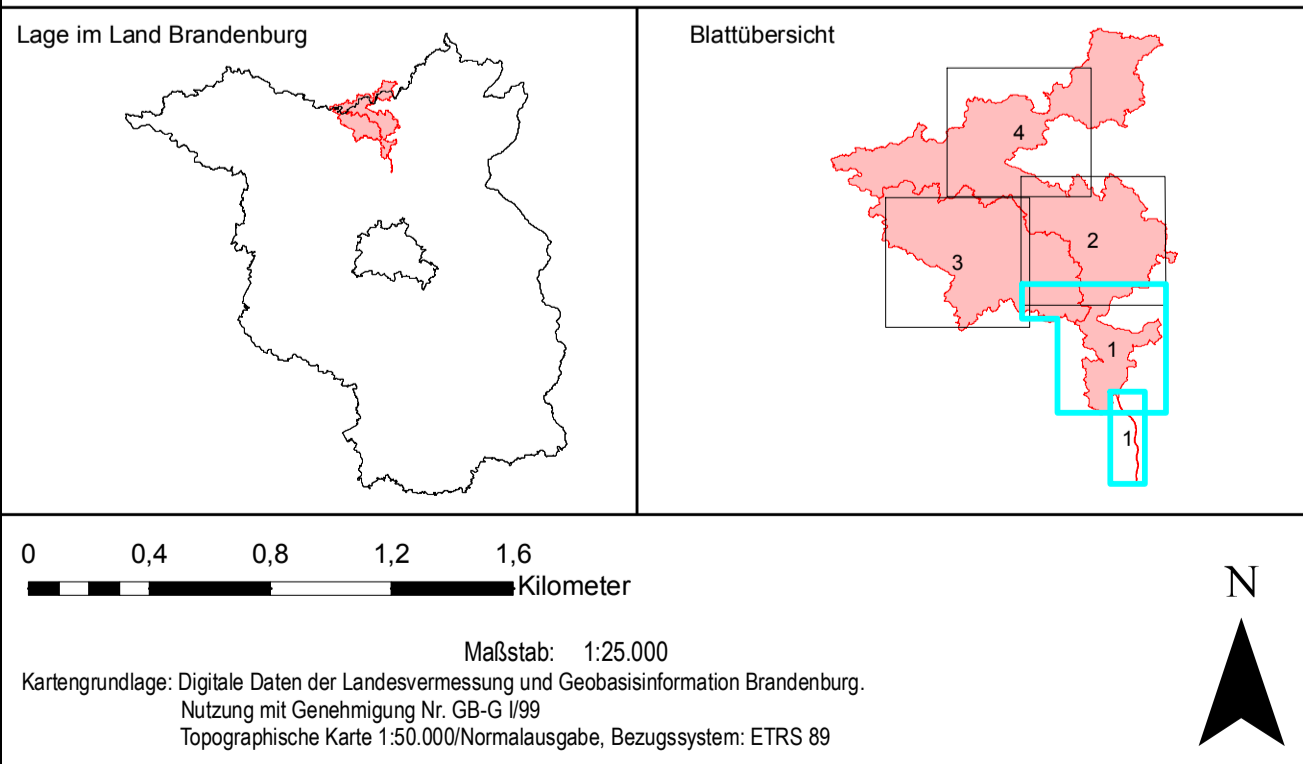 Lage im Land Brandenburg
Blattübersicht
4
2
3
1
1
0 0,4 0,8 1,2 1,6
Kilometer
N
Maßstab: 1:25.000
Kartengrundlage: Digitale Daten der Landesvermessung und Geobasisinformation Brandenburg.
Nutzung mit Genehmigung Nr. GB-G I/99
Topographische Karte 1:50.000/Normalausgabe, Bezugssystem: ETRS 89